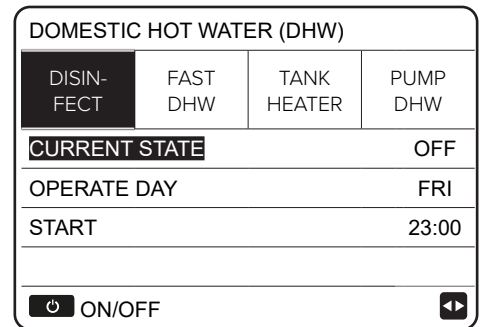 DOMESTIC HOT WATER (DHW)
DISIN- FAST TANK PUMP
FECT DHW HEATER DHW
CURRENT STATE OFF
OPERATE DAY FRI
START 23:00
ON/OFF